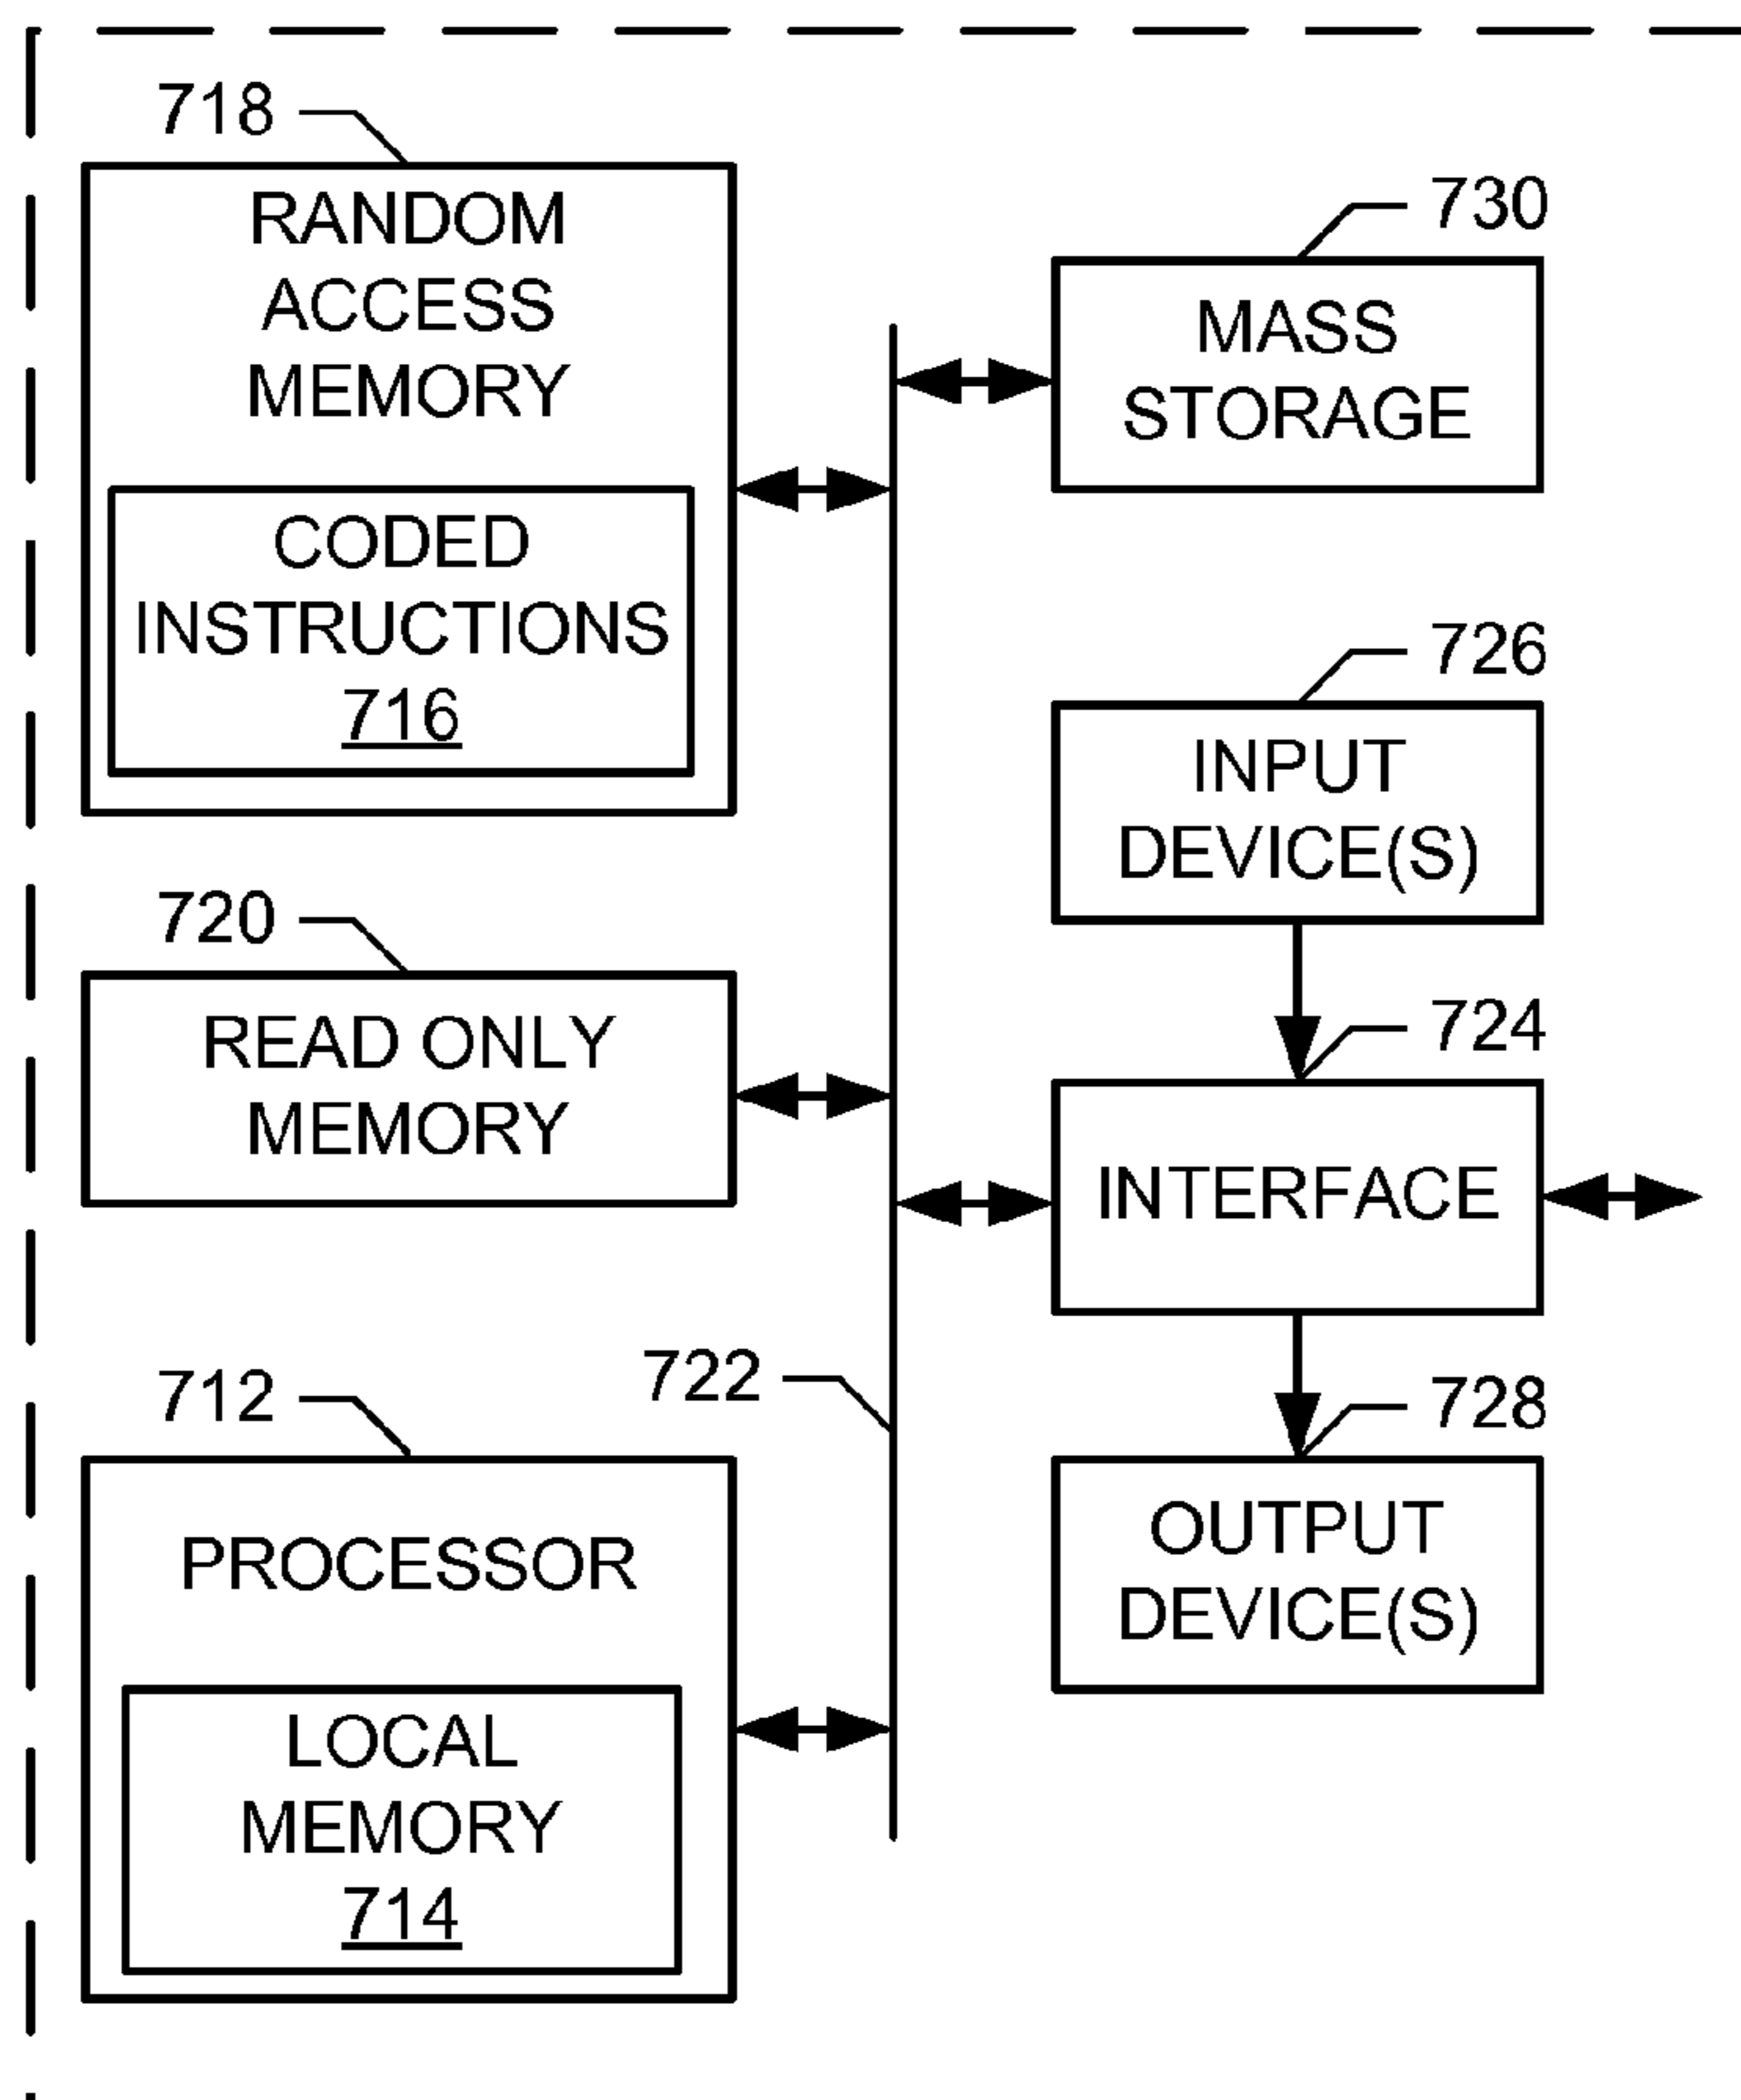 718
RANDOM
ACCESS
MEMORY
CODED
INSTRUCTIONS
716
720
READ ONLY
MEMORY
712
PROCESSOR
LOCAL
MEMORY
714
722
730
MASS
STORAGE
726
INPUT
DEVICE(S)
724
INTERFACE
728
OUTPUT
DEVICE(S)